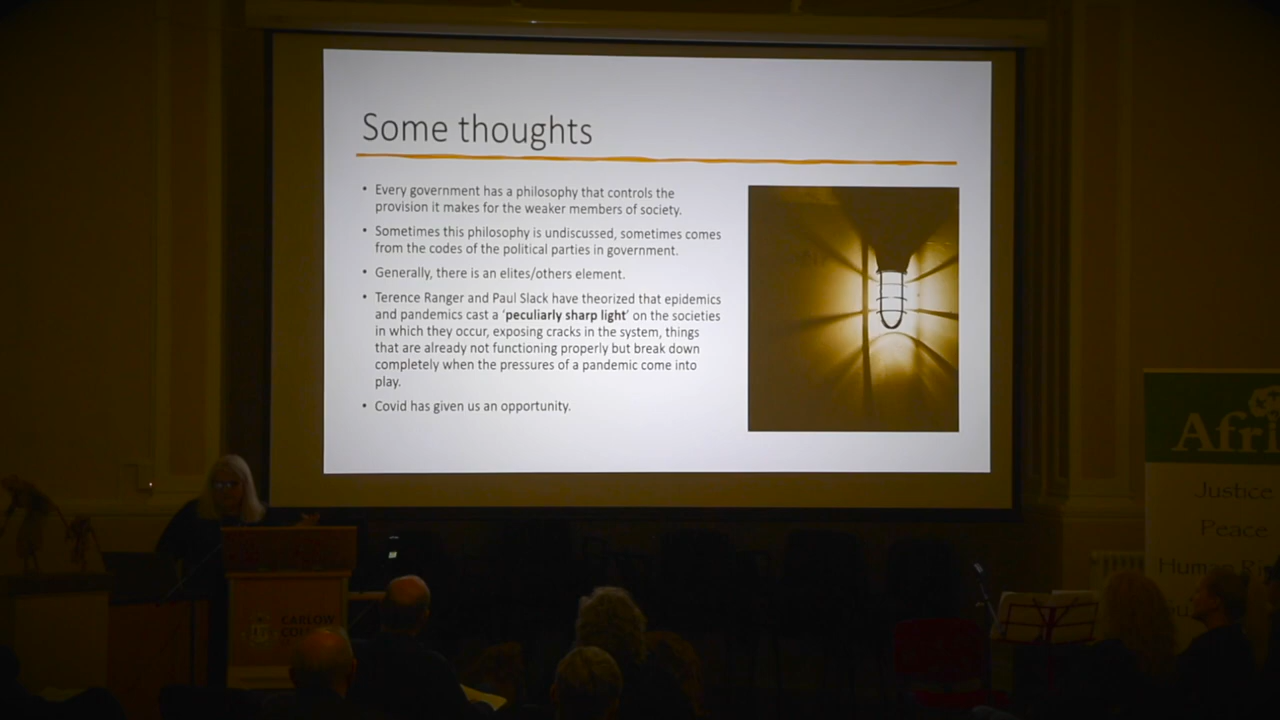 Some thoughts
• Every government has a philosophy that controls the
provision it makes for the weaker members of society.
• Sometimes this philosophy is undiscussed, sometimes comes
from the codes of the political parties in government.
• Generally, there is an elites/others element.
• Terence Ranger and Paul Slack have theorized that epidemics
and pandemics cast a ‘peculiarly sharp light’ on the societies
in which they occur, exposing cracks in the system, things
that are already not functioning properly but break down
completely when the pressures of a pandemic come into
play.
• Covid has given us an opportunity.
Afri
Justice
Peace
Human
CARLOW